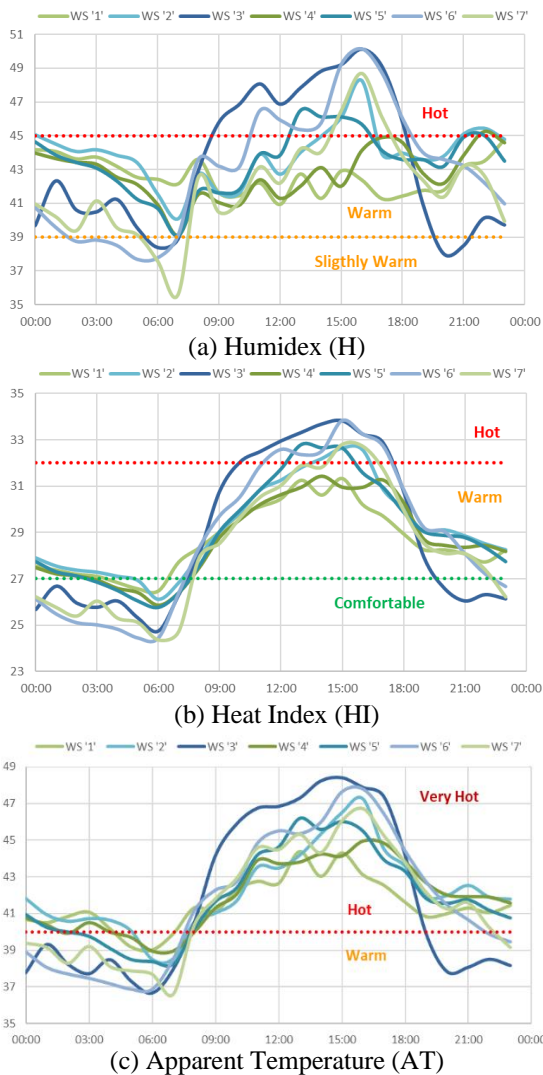 WS '1' WS '2' WS '3' WS '4' WS '5' WS '6' WS '7'
51
49
47
45
43
41
39
37
35
Hot
Warm
Sligthly Warm
00:00 03:00 06:00 09:00 12:00 15:00 18:00 21:00 00:00
(a) Humidex (H)
WS '1' WS '2' WS '3' WS '4' WS '5' WS '6' WS '7'
35
33
31
29
27
25
23
Hot
Warm
Comfortable
00:00 03:00 06:00 09:00 12:00 15:00 18:00 21:00 00:00
(b) Heat Index (HI)
WS '1' WS '2' WS '3' WS '4' WS '5' WS '6' WS '7'
49
47
45
43
41
39
37
35
Very Hot
Hot
Warm
00:00 03:00 06:00 09:00 12:00 15:00 18:00 21:00 00:00
(c) Apparent Temperature (AT)